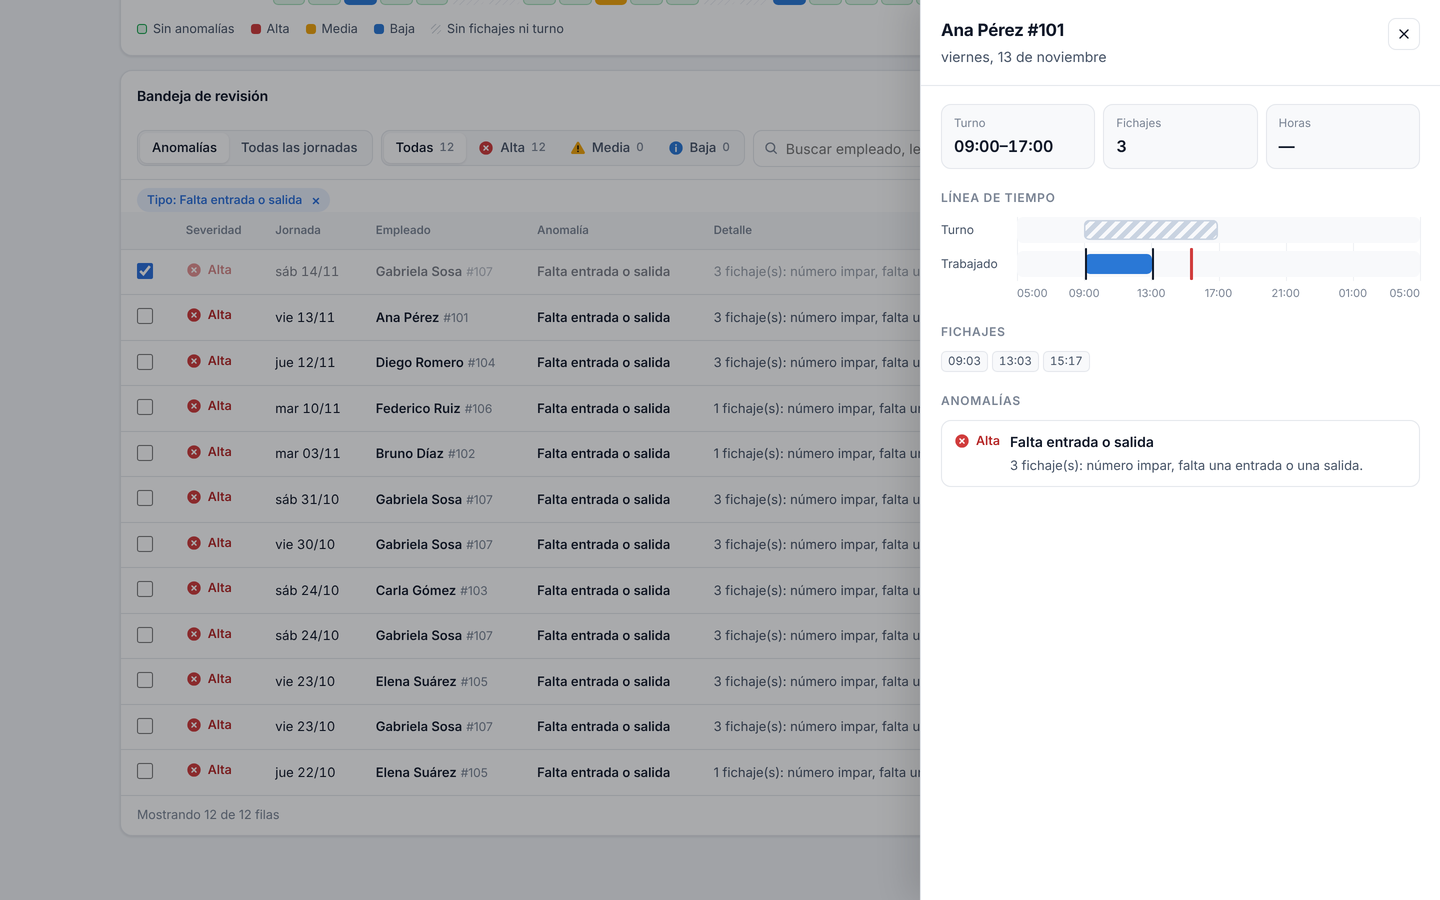 Sin anomalías Alta Media Baja Sin fichajes ni turno
Bandeja de revisión
Anomalías Todas las jornadas Todas 12 Alta 12 Media 0 Baja 0 Buscar empleado, le
Tipo: Falta entrada o salida ×
Severidad Jornada Empleado Anomalía Detalle
Alta sáb 14/11 Gabriela Sosa #107 Falta entrada o salida 3 fichaje(s): número impar, falta u
Alta vie 13/11 Ana Pérez #101 Falta entrada o salida 3 fichaje(s): número impar, falta u
Alta jue 12/11 Diego Romero #104 Falta entrada o salida 3 fichaje(s): número impar, falta u
Alta mar 10/11 Federico Ruiz #106 Falta entrada o salida 1 fichaje(s): número impar, falta u
Alta mar 03/11 Bruno Díaz #102 Falta entrada o salida 1 fichaje(s): número impar, falta u
Alta sáb 31/10 Gabriela Sosa #107 Falta entrada o salida 3 fichaje(s): número impar, falta u
Alta vie 30/10 Gabriela Sosa #107 Falta entrada o salida 3 fichaje(s): número impar, falta u
Alta sáb 24/10 Carla Gómez #103 Falta entrada o salida 3 fichaje(s): número impar, falta u
Alta sáb 24/10 Gabriela Sosa #107 Falta entrada o salida 3 fichaje(s): número impar, falta u
Alta vie 23/10 Elena Suárez #105 Falta entrada o salida 3 fichaje(s): número impar, falta u
Alta vie 23/10 Gabriela Sosa #107 Falta entrada o salida 3 fichaje(s): número impar, falta u
Alta jue 22/10 Elena Suárez #105 Falta entrada o salida 1 fichaje(s): número impar, falta u
Mostrando 12 de 12 filas
Ana Pérez #101
viernes, 13 de noviembre
Turno Fichajes Horas
09:00–17:00 3 —
LÍNEA DE TIEMPO
Turno
Trabajado
05:00 09:00 13:00 17:00 21:00 01:00 05:00
FICHAJES
09:03 13:03 15:17
ANOMALÍAS
Alta Falta entrada o salida
3 fichaje(s): número impar, falta una entrada o una salida.